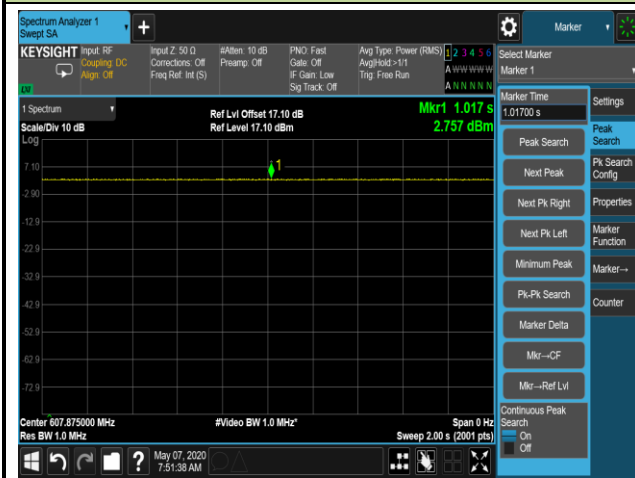 Spectrum Analyzer 1
Swept SA
+
Marker
KEYSIGHT
Input: RF
Coupling: DC
Align: Off
Input Z: 50 Ω
Corrections: Off
Freq Ref: Int (S)
#Atten: 10 dB
Preamp: Off
PNO: Fast
Gate: Off
IF Gain: Low
Sig Track: Off
Avg Type: Power (RMS)
Avg|Hold >1/1
Trig: Free Run
1 2 3 4 5 6
A W W W W W
A N N N N N
LXI
Select Marker
Marker 1
1 Spectrum
Scale/Div 10 dB
Log
Ref Lvl Offset 17.10 dB
Ref Level 17.10 dBm
Mkr1 1.017 s
2.757 dBm
1
7.10
-2.90
-12.9
-22.9
-32.9
-42.9
-52.9
-62.9
-72.9
Center 607.875000 MHz
Res BW 1.0 MHz
#Video BW 1.0 MHz*
Span 0 Hz
Sweep 2.00 s (2001 pts)
Marker Time
1.01700 s
Peak Search
Next Peak
Next Pk Right
Next Pk Left
Minimum Peak
Pk-Pk Search
Marker Delta
Mkr→CF
Mkr→Ref Lvl
Continuous Peak
Search
On
Off
Settings
Peak
Search
Pk Search
Config
Properties
Marker
Function
Marker→
Counter
?
May 07, 2020
7:51:38 AM